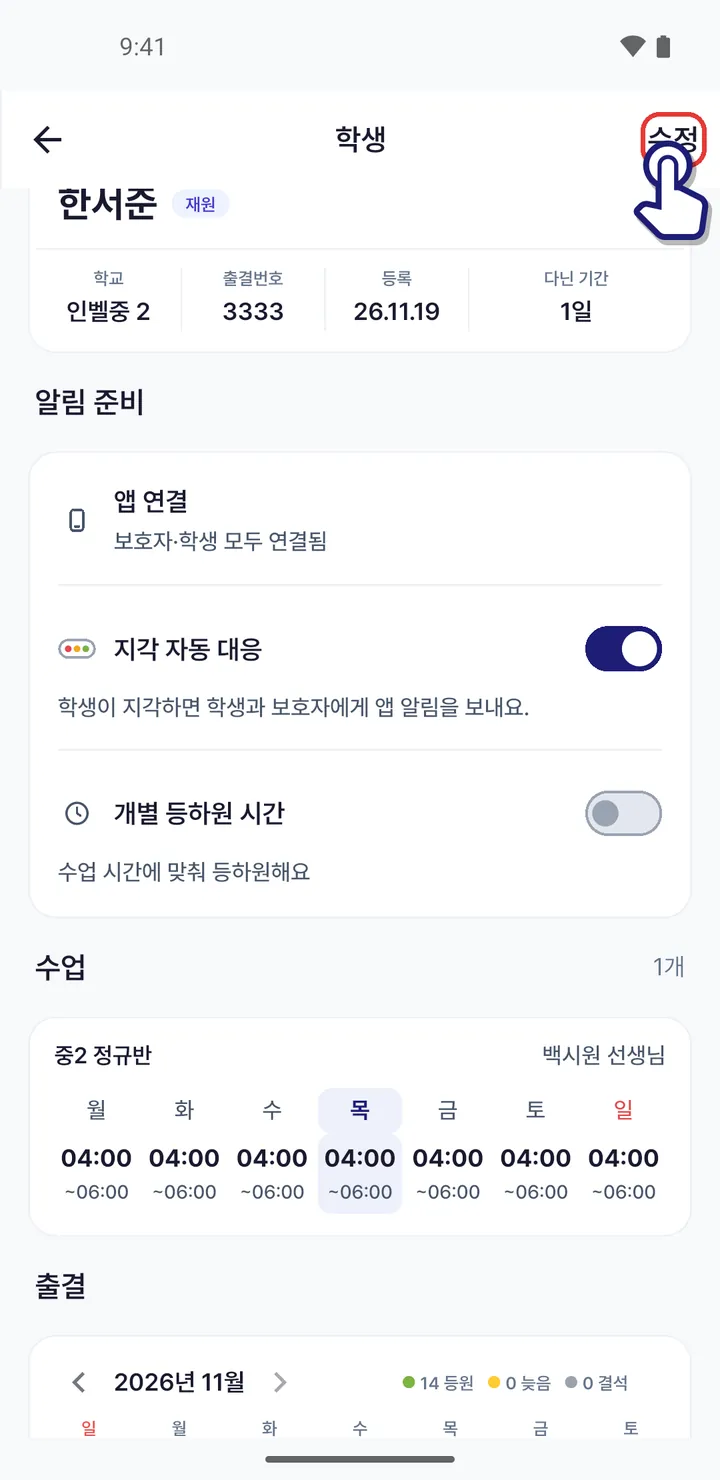 9:41
학생
수정
한서준 재원
학교 출결번호 등록 다닌 기간
인벨중 2 3333 26.11.19 1일
알림 준비
앱 연결
보호자·학생 모두 연결됨
지각 자동 대응
학생이 지각하면 학생과 보호자에게 앱 알림을 보내요.
개별 등하원 시간
수업 시간에 맞춰 등하원해요
수업 1개
중2 정규반 백시원 선생님
월 화 수 목 금 토 일
04:00 04:00 04:00 04:00 04:00 04:00 04:00
~06:00 ~06:00 ~06:00 ~06:00 ~06:00 ~06:00 ~06:00
출결
2026년 11월 14 등원 0 늦음 0 결석
일 월 화 수 목 금 토